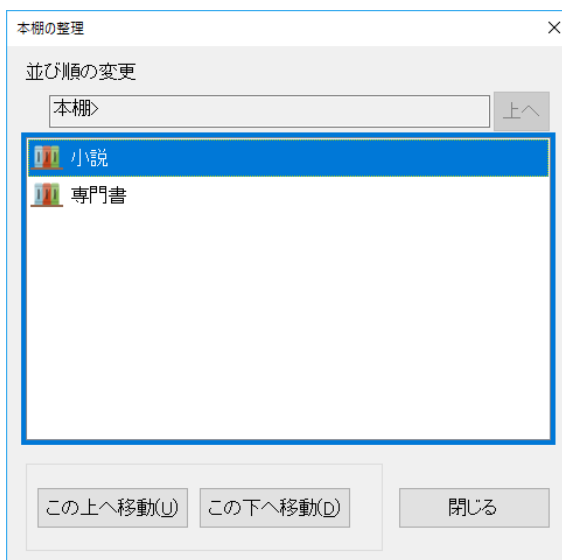 本棚の整理
並び順の変更
本棚>
上へ
小説
専門書
この上へ移動(U)
この下へ移動(D)
閉じる